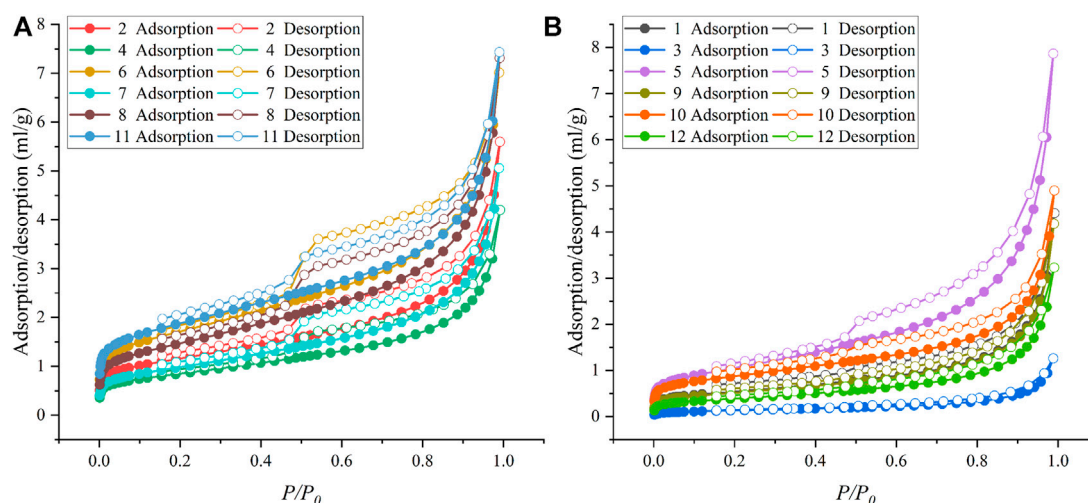 A
B
2 Adsorption 2 Desorption
4 Adsorption 4 Desorption
6 Adsorption 6 Desorption
7 Adsorption 7 Desorption
8 Adsorption 8 Desorption
11 Adsorption 11 Desorption
Adsorption/desorption (ml/g)
8
7
6
5
4
3
2
1
0
0.0 0.2 0.4 0.6 0.8 1.0
P/P0
1 Adsorption 1 Desorption
3 Adsorption 3 Desorption
5 Adsorption 5 Desorption
9 Adsorption 9 Desorption
10 Adsorption 10 Desorption
12 Adsorption 12 Desorption
Adsorption/desorption (ml/g)
8
7
6
5
4
3
2
1
0
0.0 0.2 0.4 0.6 0.8 1.0
P/P0